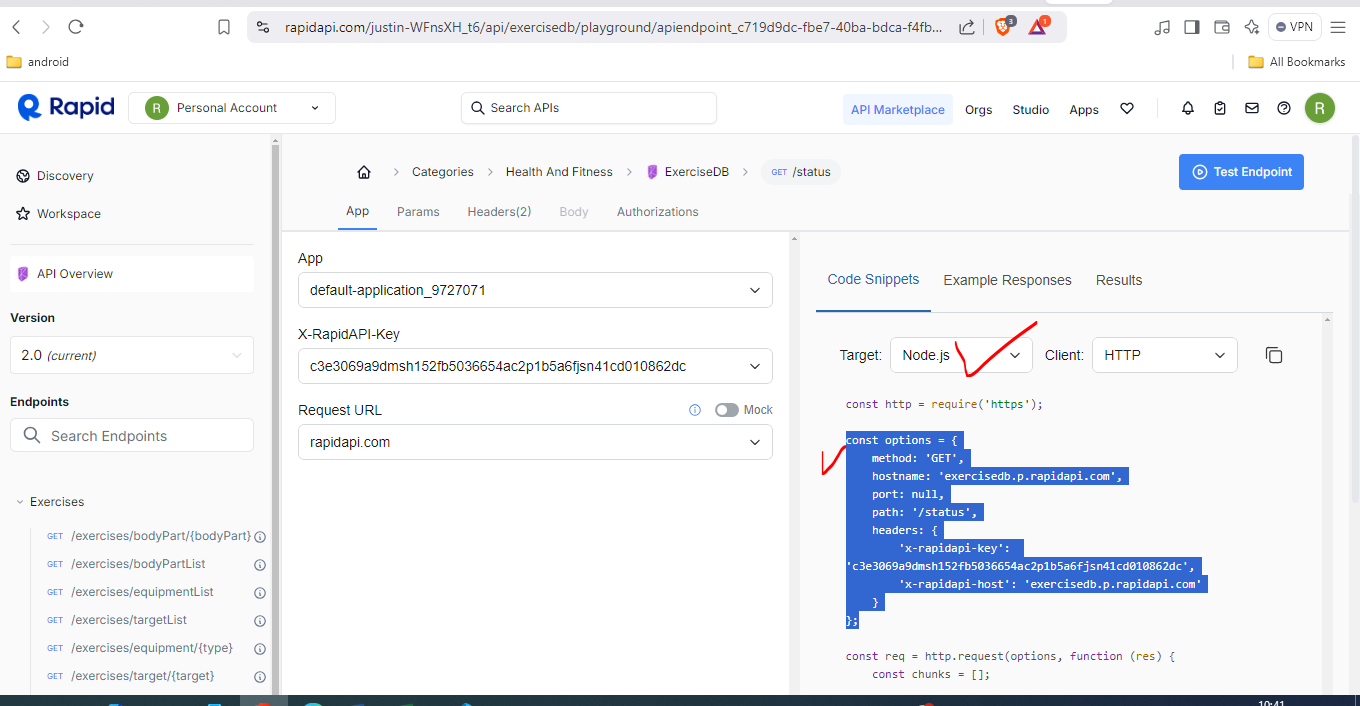 rapidapi.com/justin-WFnsXH_t6/api/exercisedb/playground/apiendpoint_c719d9dc-fbe7-40ba-bdca-f4fb...
3
1
VPN
android
All Bookmarks
Rapid
R
Personal Account
Search APIs
API Marketplace
Orgs
Studio
Apps
R
Discovery
Workspace
API Overview
Version
2.0 (current)
Endpoints
Search Endpoints
Exercises
GET /exercises/bodyPart/{bodyPart}
GET /exercises/bodyPartList
GET /exercises/equipmentList
GET /exercises/targetList
GET /exercises/equipment/{type}
GET /exercises/target/{target}
Categories
Health And Fitness
ExerciseDB
GET /status
Test Endpoint
App
Params
Headers(2)
Body
Authorizations
App
default-application_9727071
X-RapidAPI-Key
c3e3069a9dmsh152fb5036654ac2p1b5a6fjsn41cd010862dc
Request URL
Mock
rapidapi.com
Code Snippets
Example Responses
Results
Target:
Node.js
Client:
HTTP
const http = require('https');
const options = {
method: 'GET',
hostname: 'exercisedb.p.rapidapi.com',
port: null,
path: '/status',
headers: {
'x-rapidapi-key':
'c3e3069a9dmsh152fb5036654ac2p1b5a6fjsn41cd010862dc',
'x-rapidapi-host': 'exercisedb.p.rapidapi.com'
}
};
const req = http.request(options, function (res) {
const chunks = [];
10:41